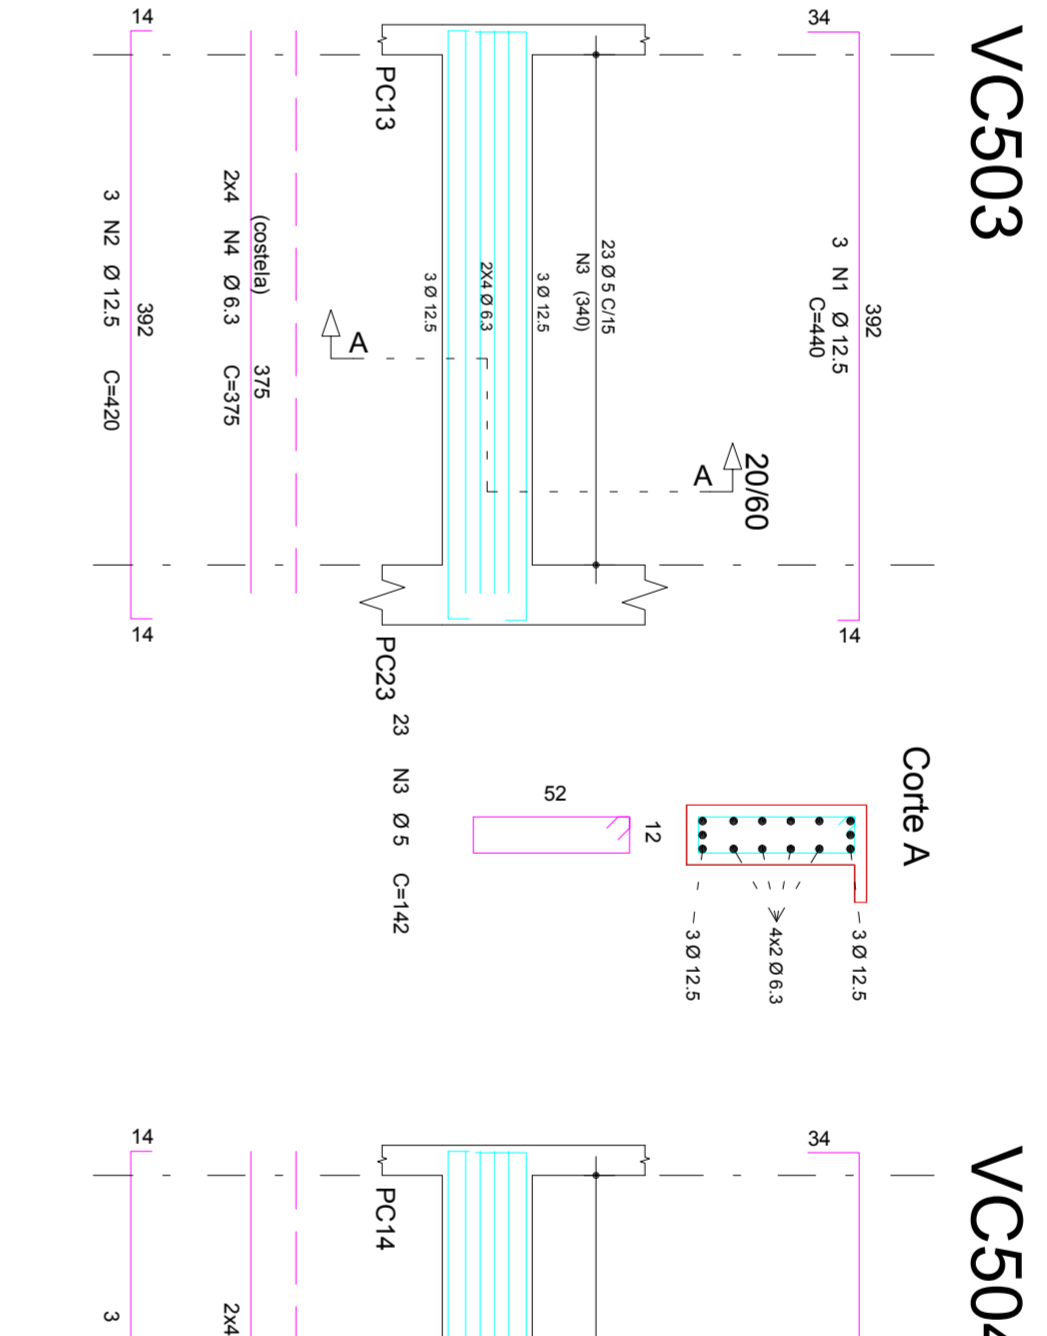 VC503
34
392
3 N1 Ø 12.5
C=440
14
20/60
A
23 Ø 5 C/15
N3 (340)
3 Ø 12.5
2X4 Ø 6.3
3 Ø 12.5
PC13
PC23
A
(costela) 375
2x4 N4 Ø 6.3 C=375
14
392
14
3 N2 Ø 12.5 C=420
Corte A
3 Ø 12.5
4x2 Ø 6.3
3 Ø 12.5
12
52
23 N3 Ø 5 C=142
VC504
34
PC14
2x4
14
3